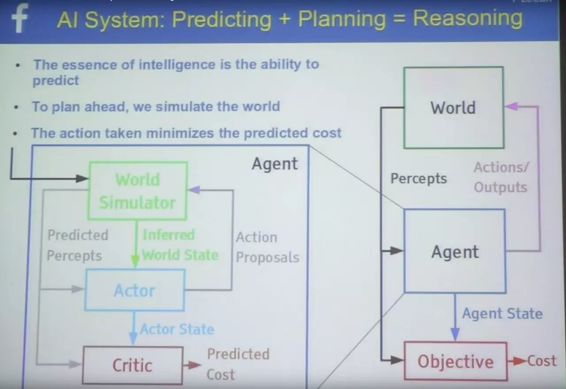 f
AI System: Predicting + Planning = Reasoning
• The essence of intelligence is the ability to
predict
• To plan ahead, we simulate the world
• The action taken minimizes the predicted cost
Agent
World
Simulator
Predicted
Percepts
Inferred
World State
Action
Proposals
Actor
Actor State
Critic
Predicted
Cost
World
Percepts
Actions/
Outputs
Agent
Agent State
Objective
Cost